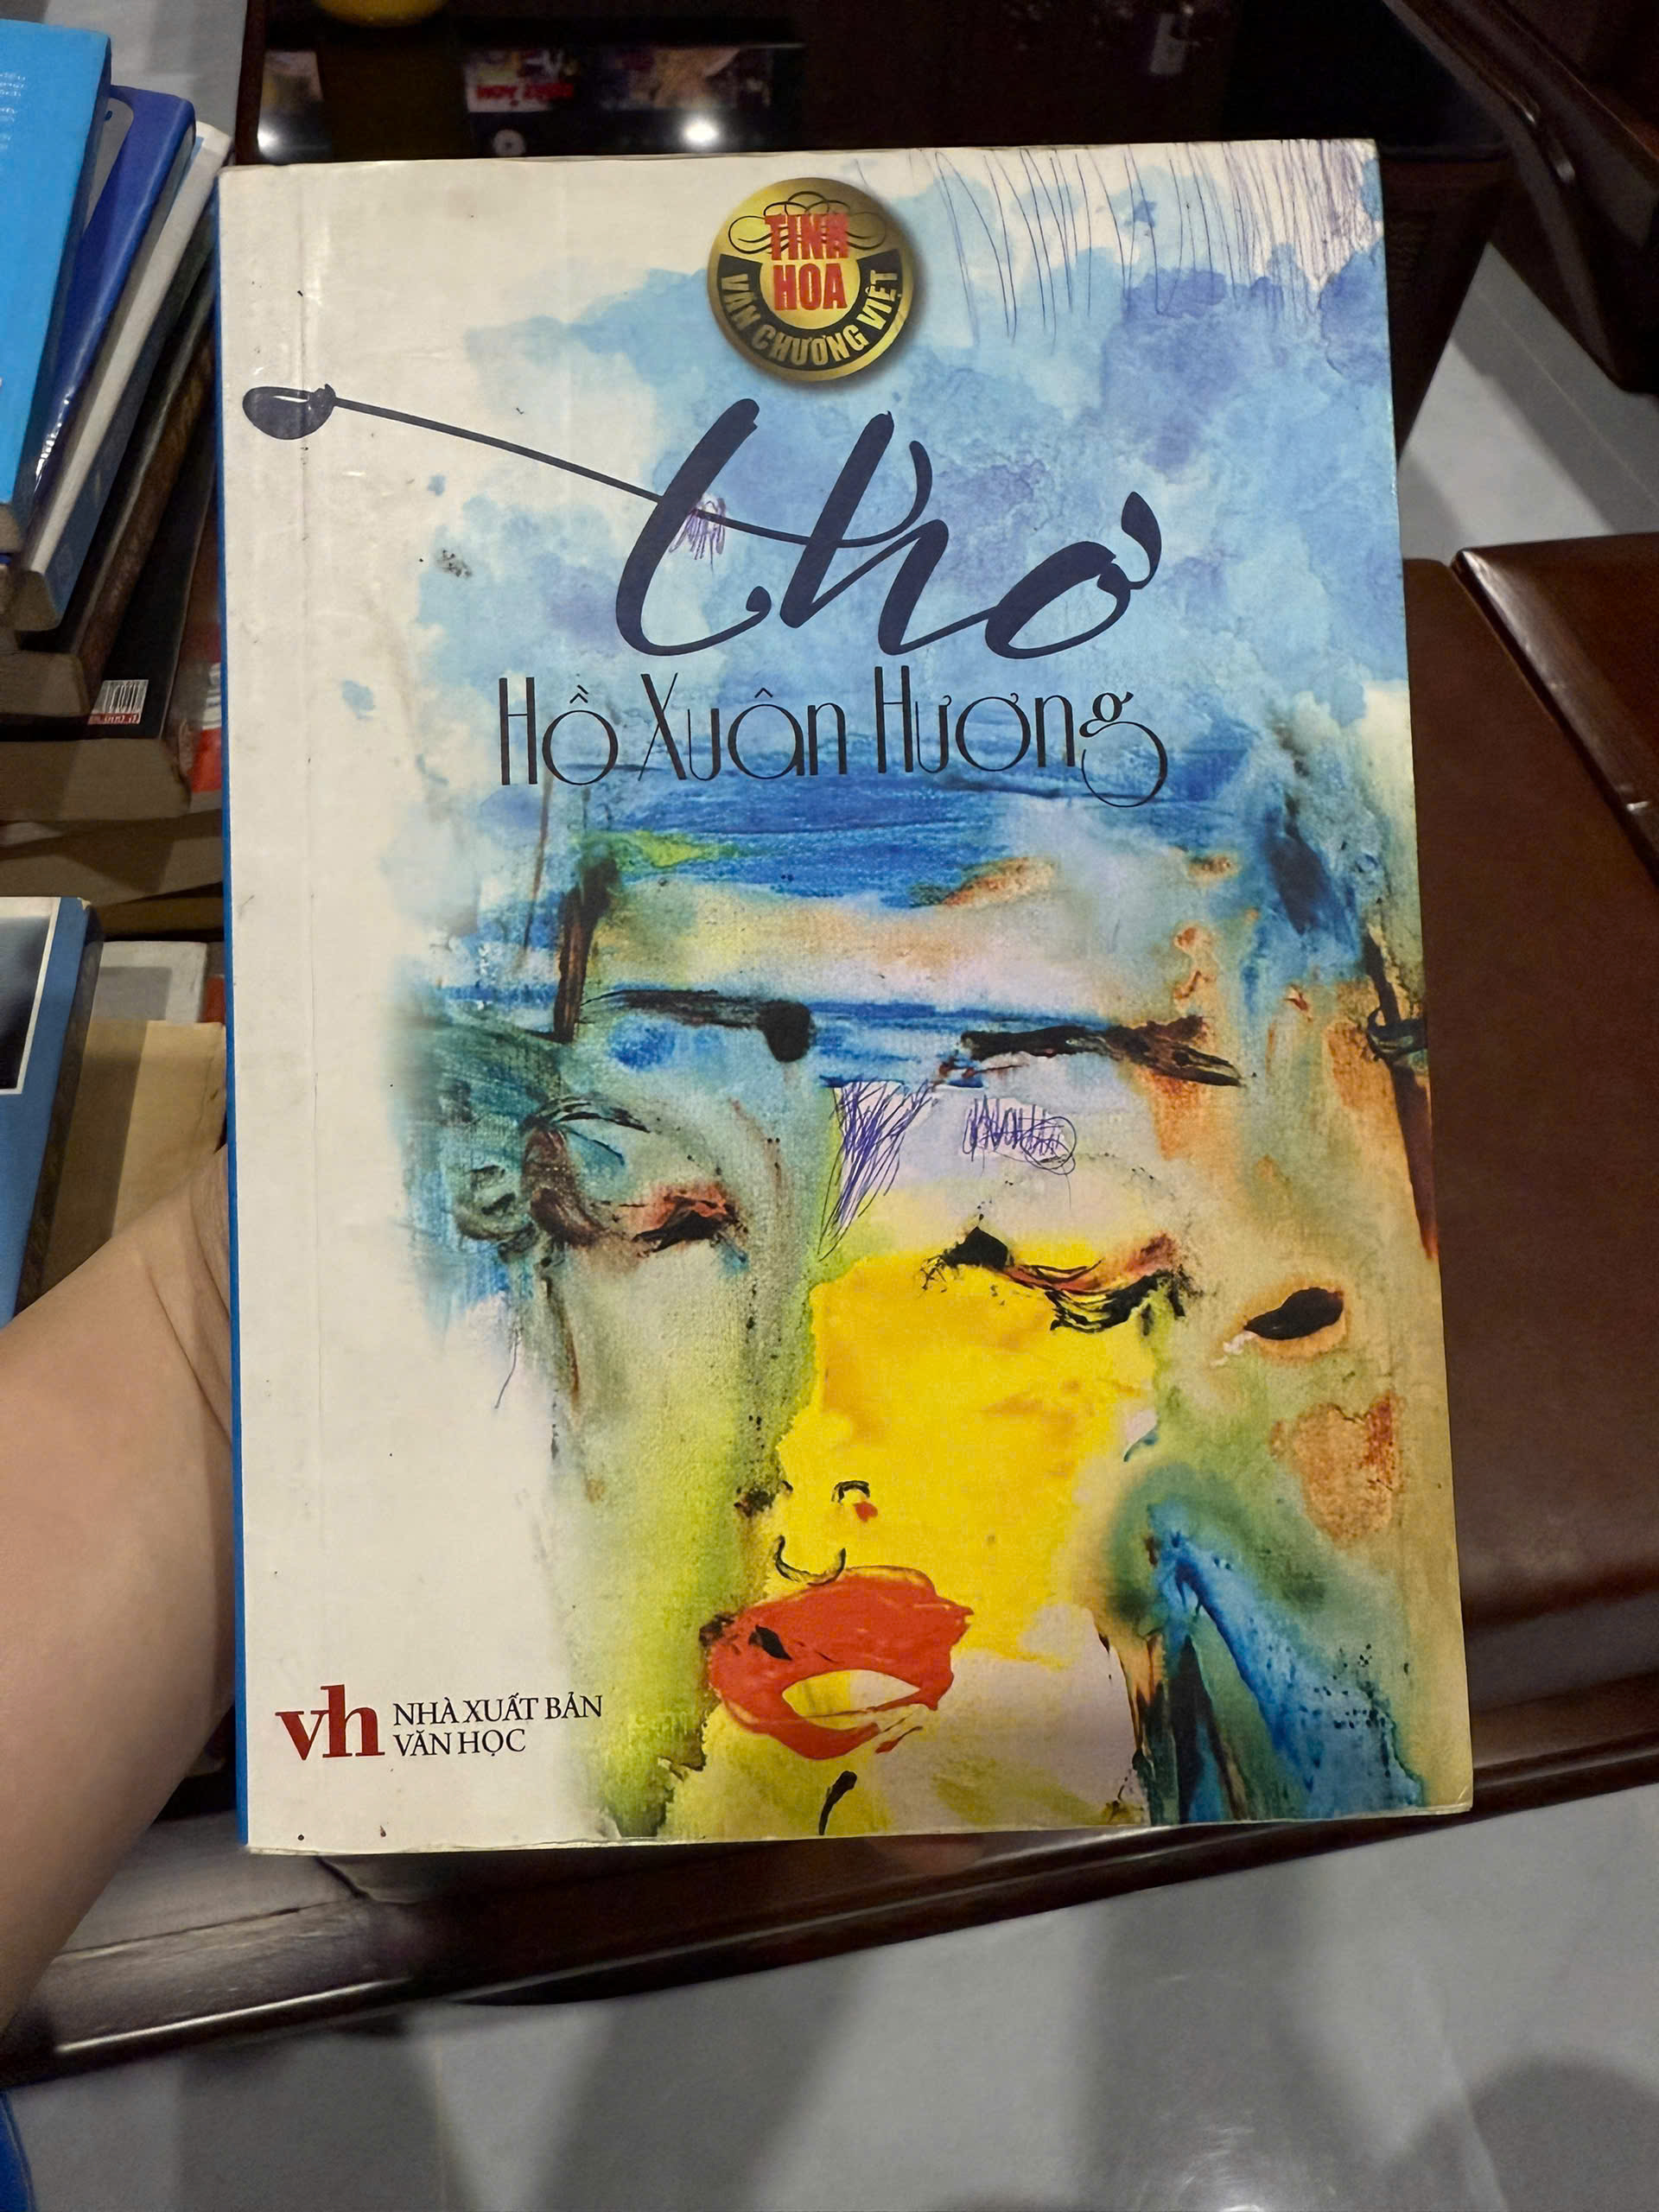 TINH
HOA
VĂN CHƯƠNG VIỆT
Thơ
Hồ Xuân Hương
vh NHÀ XUẤT BẢN
VĂN HỌC